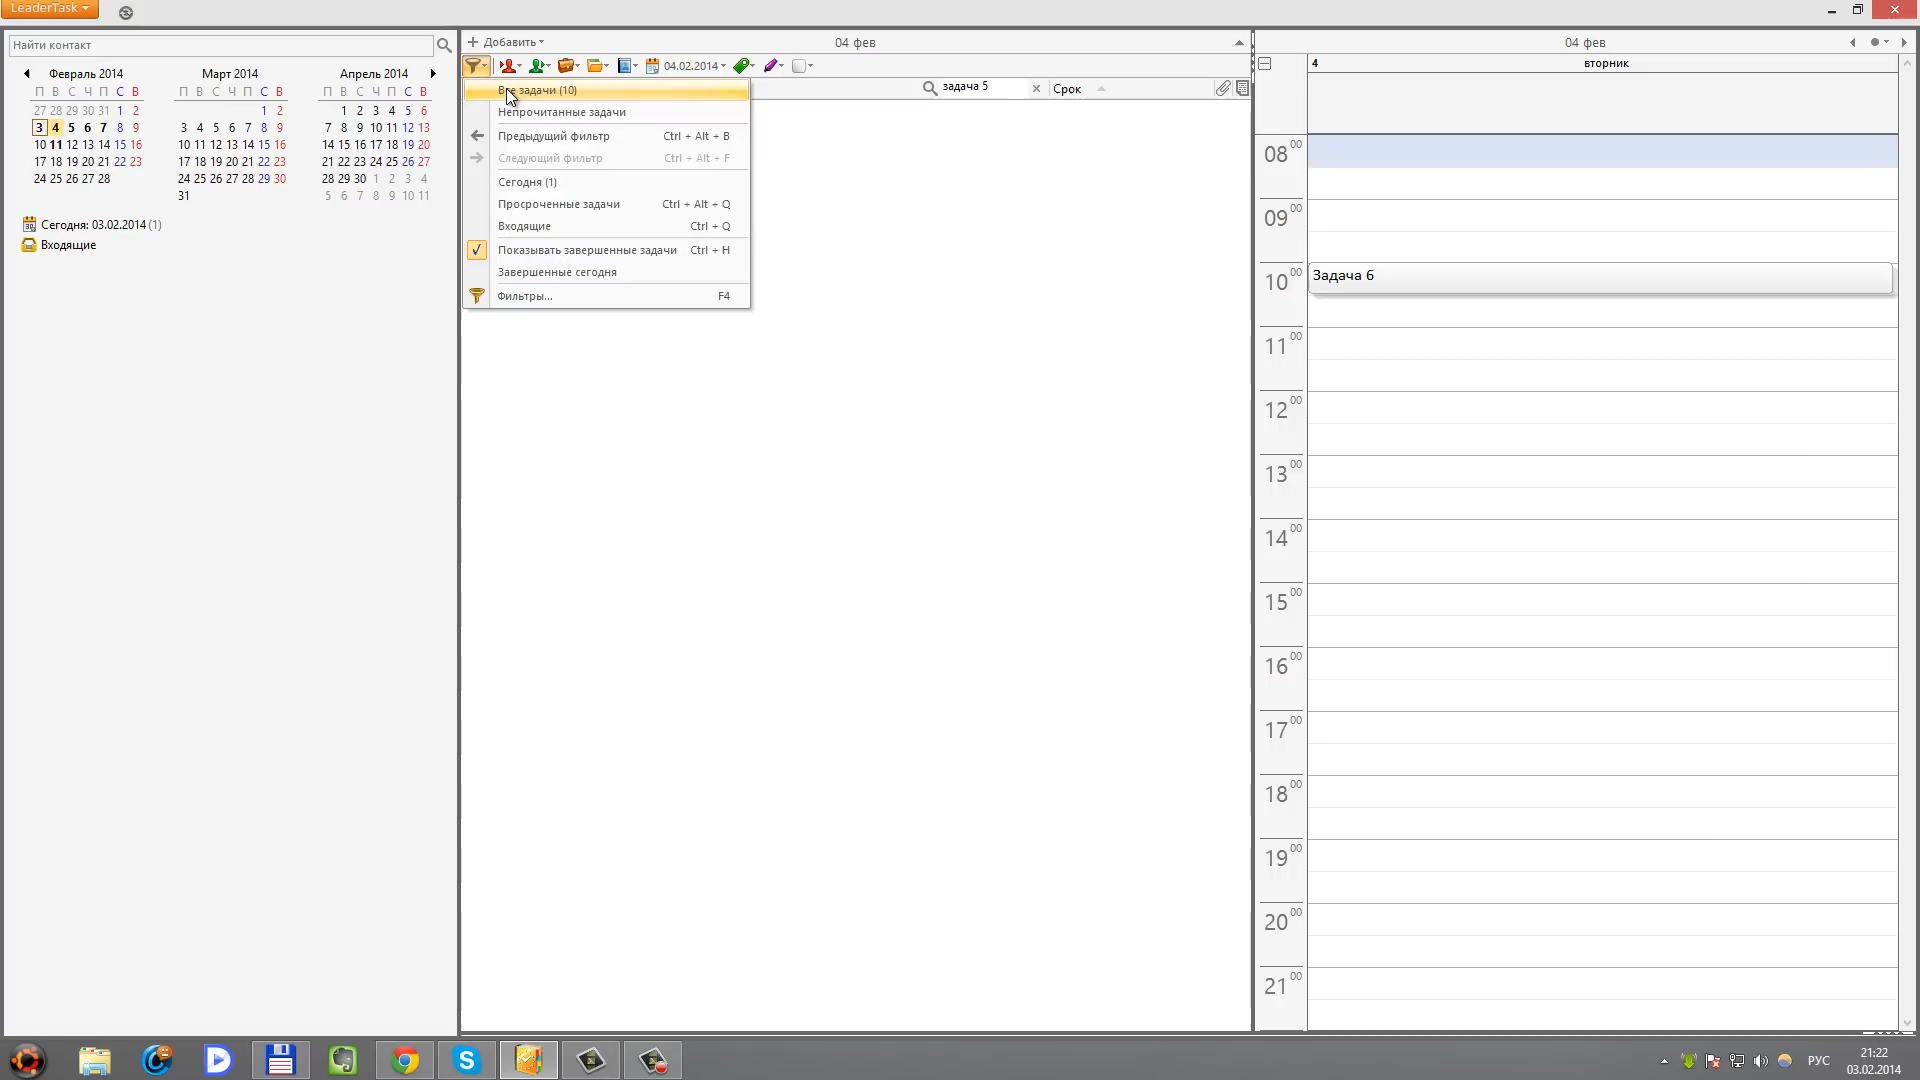 LeaderTask
Найти контакт
Февраль 2014
П В С Ч П С В
27 28 29 30 31 1 2
3 4 5 6 7 8 9
10 11 12 13 14 15 16
17 18 19 20 21 22 23
24 25 26 27 28
Март 2014
П В С Ч П С В
1 2
3 4 5 6 7 8 9
10 11 12 13 14 15 16
17 18 19 20 21 22 23
24 25 26 27 28 29 30
31
Апрель 2014
П В С Ч П С В
1 2 3 4 5 6
7 8 9 10 11 12 13
14 15 16 17 18 19 20
21 22 23 24 25 26 27
28 29 30 1 2 3 4
5 6 7 8 9 10 11
Сегодня: 03.02.2014 (1)
Входящие
Добавить
04 фев
04.02.2014
задача 5
Срок
Все задачи (10)
Непрочитанные задачи
Предыдущий фильтр Ctrl + Alt + B
Следующий фильтр Ctrl + Alt + F
Сегодня (1)
Просроченные задачи Ctrl + Alt + Q
Входящие Ctrl + Q
Показывать завершенные задачи Ctrl + H
Завершенные сегодня
Фильтры... F4
04 фев
4 вторник
08 00
09 00
10 00 Задача 6
11 00
12 00
13 00
14 00
15 00
16 00
17 00
18 00
19 00
20 00
21 00
РУС
21:22
03.02.2014